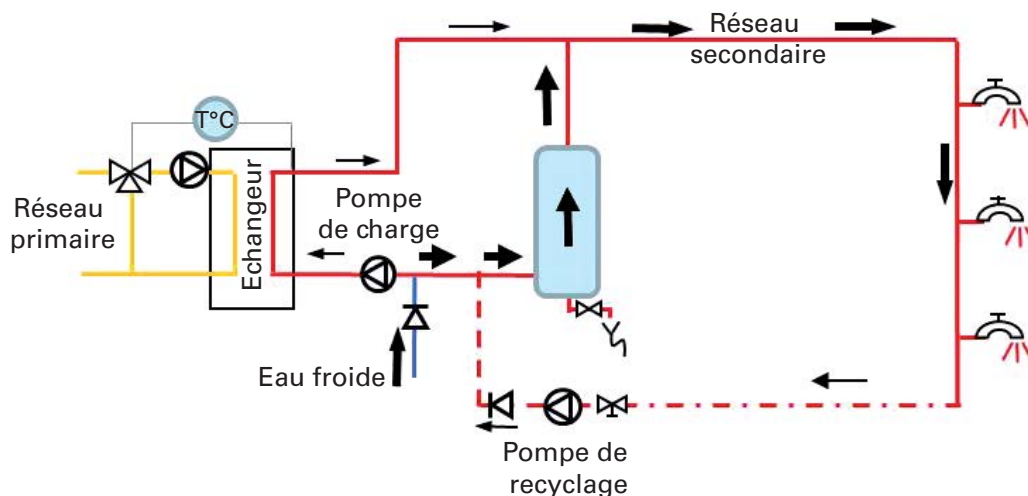 Réseau
secondaire
T°C
Réseau
primaire
Echangeur
Pompe
de charge
Eau froide
Pompe de
recyclage